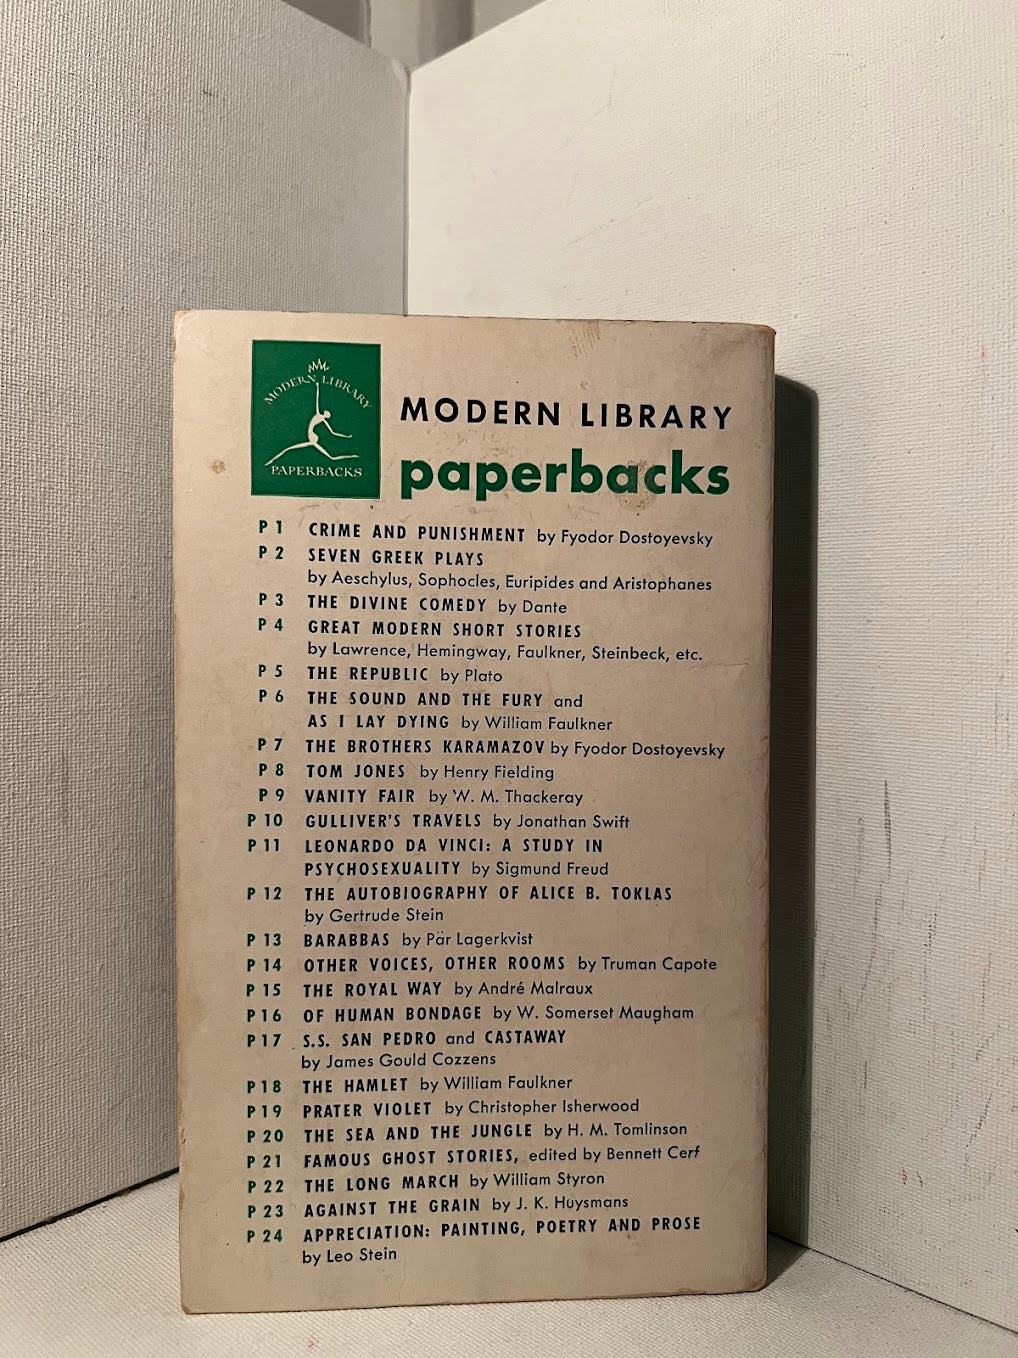 MODERN LIBRARY
PAPERBACKS
MODERN LIBRARY
paperbacks
P 1 CRIME AND PUNISHMENT by Fyodor Dostoyevsky
P 2 SEVEN GREEK PLAYS
by Aeschylus, Sophocles, Euripides and Aristophanes
P 3 THE DIVINE COMEDY by Dante
P 4 GREAT MODERN SHORT STORIES
by Lawrence, Hemingway, Faulkner, Steinbeck, etc.
P 5 THE REPUBLIC by Plato
P 6 THE SOUND AND THE FURY and
AS I LAY DYING by William Faulkner
P 7 THE BROTHERS KARAMAZOV by Fyodor Dostoyevsky
P 8 TOM JONES by Henry Fielding
P 9 VANITY FAIR by W. M. Thackeray
P 10 GULLIVER'S TRAVELS by Jonathan Swift
P 11 LEONARDO DA VINCI: A STUDY IN
PSYCHOSEXUALITY by Sigmund Freud
P 12 THE AUTOBIOGRAPHY OF ALICE B. TOKLAS
by Gertrude Stein
P 13 BARABBAS by Pär Lagerkvist
P 14 OTHER VOICES, OTHER ROOMS by Truman Capote
P 15 THE ROYAL WAY by André Malraux
P 16 OF HUMAN BONDAGE by W. Somerset Maugham
P 17 S.S. SAN PEDRO and CASTAWAY
by James Gould Cozzens
P 18 THE HAMLET by William Faulkner
P 19 PRATER VIOLET by Christopher Isherwood
P 20 THE SEA AND THE JUNGLE by H. M. Tomlinson
P 21 FAMOUS GHOST STORIES, edited by Bennett Cerf
P 22 THE LONG MARCH by William Styron
P 23 AGAINST THE GRAIN by J. K. Huysmans
P 24 APPRECIATION: PAINTING, POETRY AND PROSE
by Leo Stein